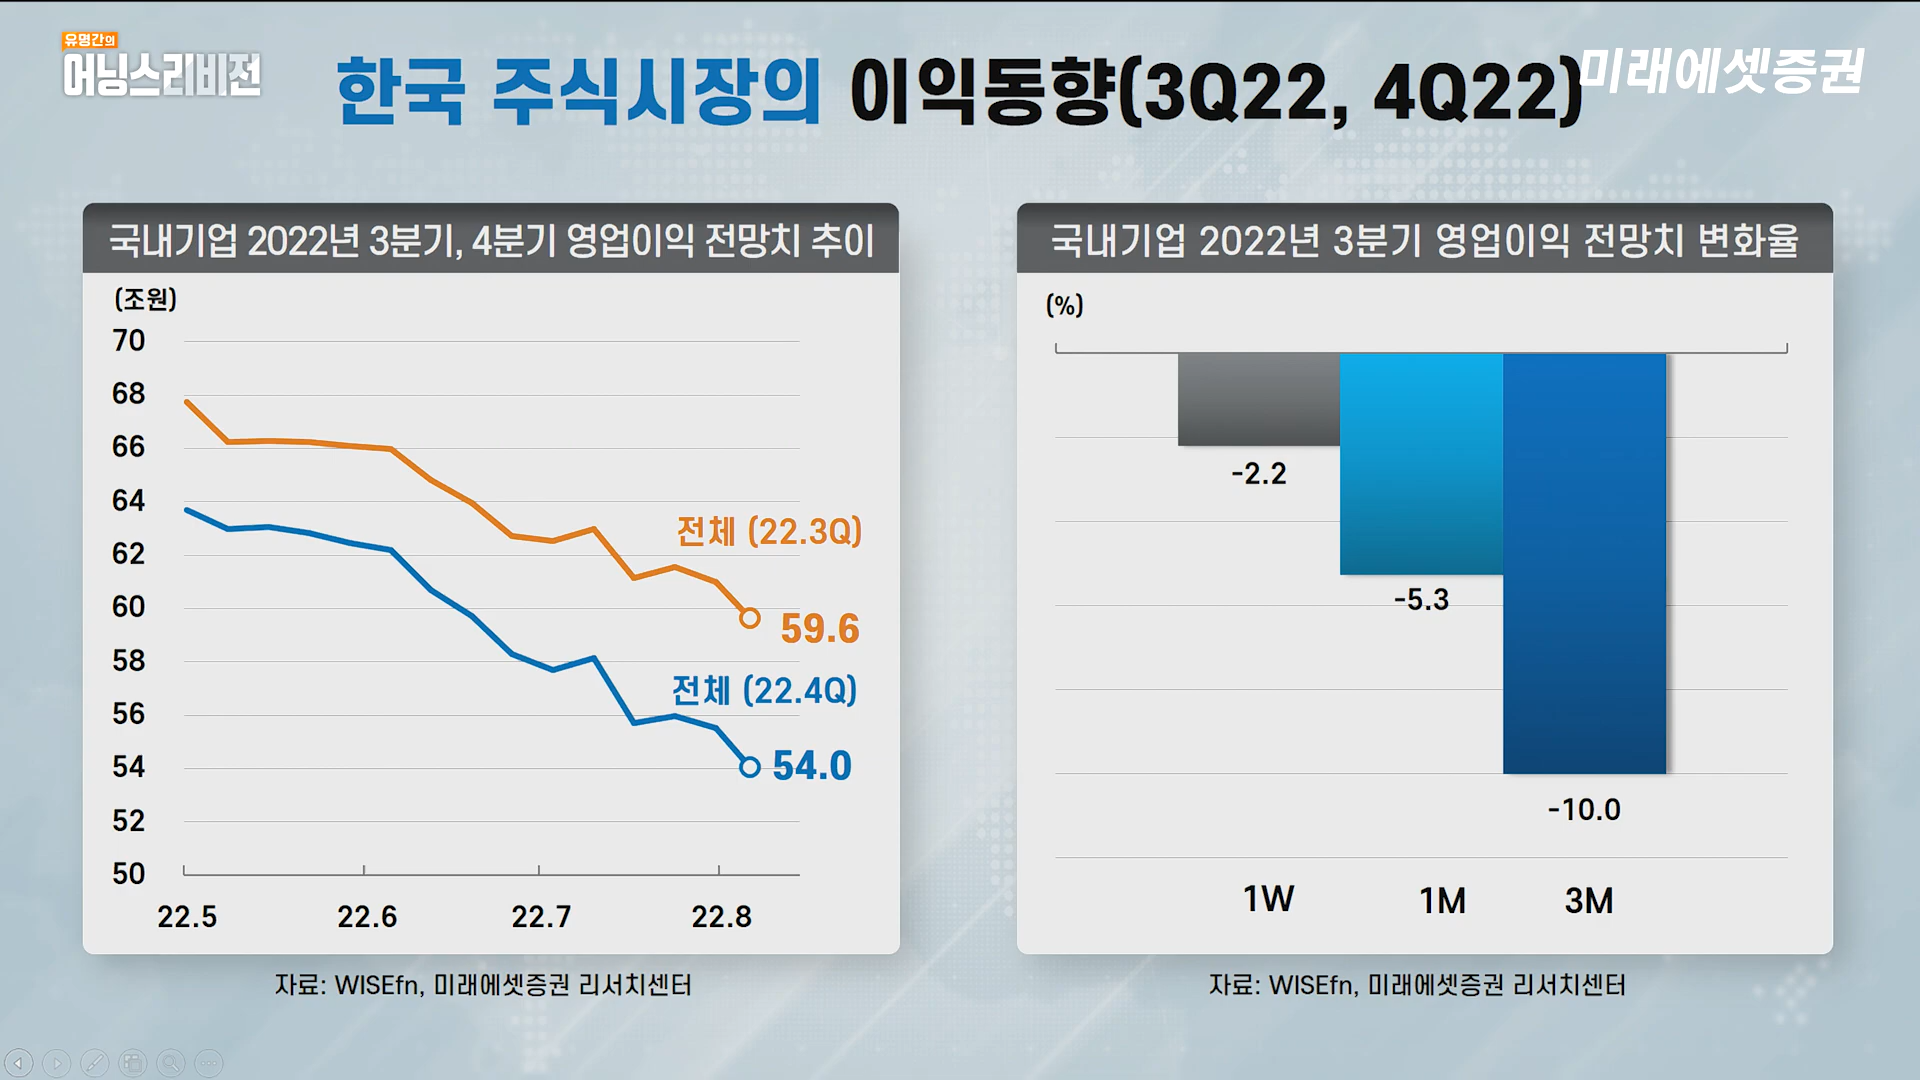 유명간의
어닝스리비전
한국 주식시장의 이익동향(3Q22, 4Q22)
미래에셋증권
국내기업 2022년 3분기, 4분기 영업이익 전망치 추이
(조원)
70
68
66
64
62
60
58
56
54
52
50
22.5 22.6 22.7 22.8
전체 (22.3Q)
59.6
전체 (22.4Q)
54.0
자료: WISEfn, 미래에셋증권 리서치센터
국내기업 2022년 3분기 영업이익 전망치 변화율
(%)
-2.2
-5.3
-10.0
1W 1M 3M
자료: WISEfn, 미래에셋증권 리서치센터